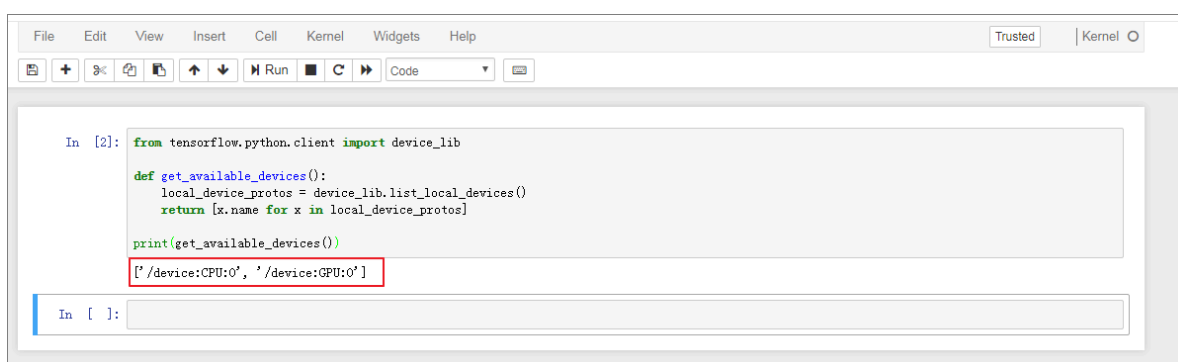 File Edit View Insert Cell Kernel Widgets Help Trusted Kernel
Run Code
In [2]: from tensorflow.python.client import device_lib
def get_available_devices():
    local_device_protos = device_lib.list_local_devices()
    return [x.name for x in local_device_protos]
print(get_available_devices())
['/device:CPU:0', '/device:GPU:0']
In [ ]: